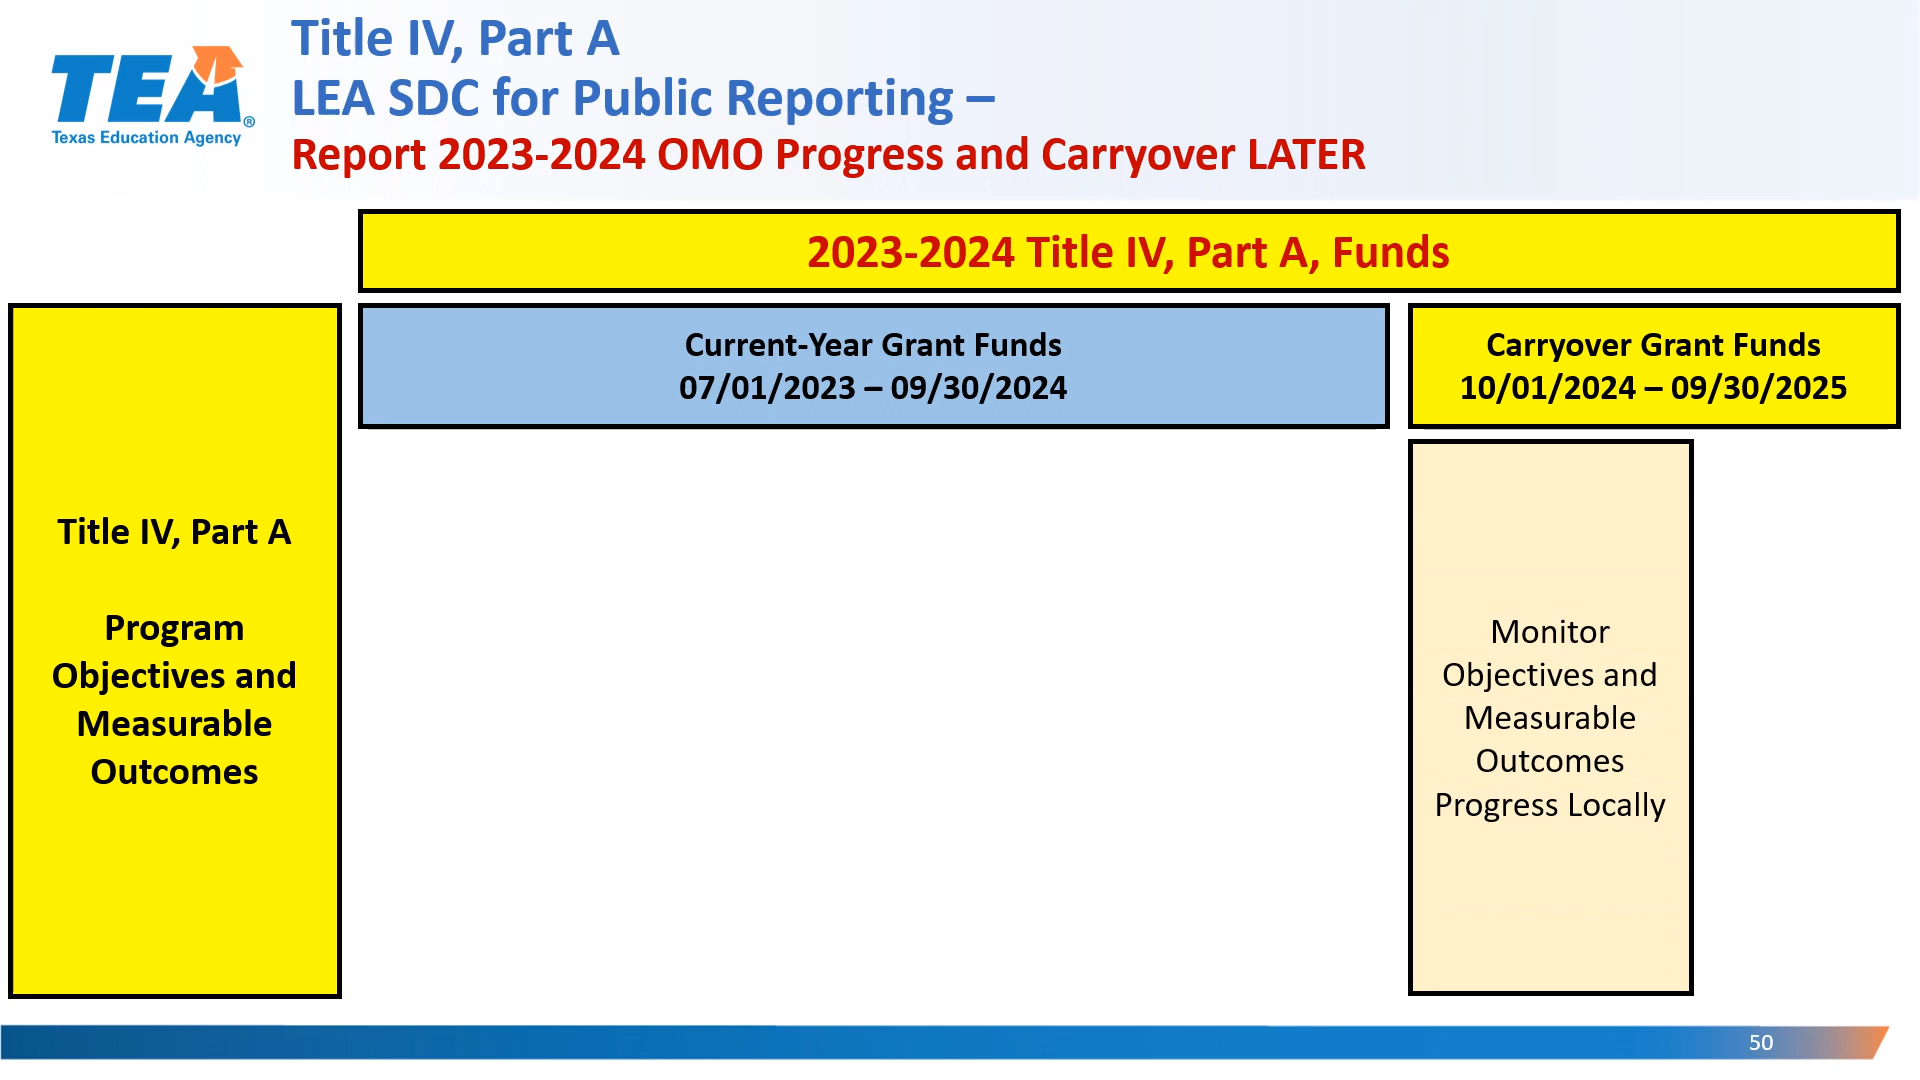 TEA®
Texas Education Agency
Title IV, Part A
LEA SDC for Public Reporting –
Report 2023-2024 OMO Progress and Carryover LATER
2023-2024 Title IV, Part A, Funds
Current-Year Grant Funds
07/01/2023 – 09/30/2024
Carryover Grant Funds
10/01/2024 – 09/30/2025
Title IV, Part A
Program
Objectives and
Measurable
Outcomes
Monitor
Objectives and
Measurable
Outcomes
Progress Locally
50